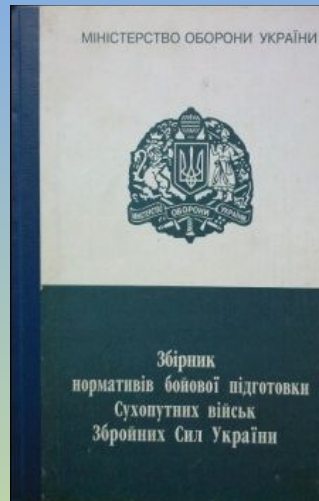 МІНІСТЕРСТВО ОБОРОНИ УКРАЇНИ
МІНІСТЕРСТВО ОБОРОНИ УКРАЇНИ
Збірник
нормативів бойової підготовки
Сухопутних військ
Збройних Сил України